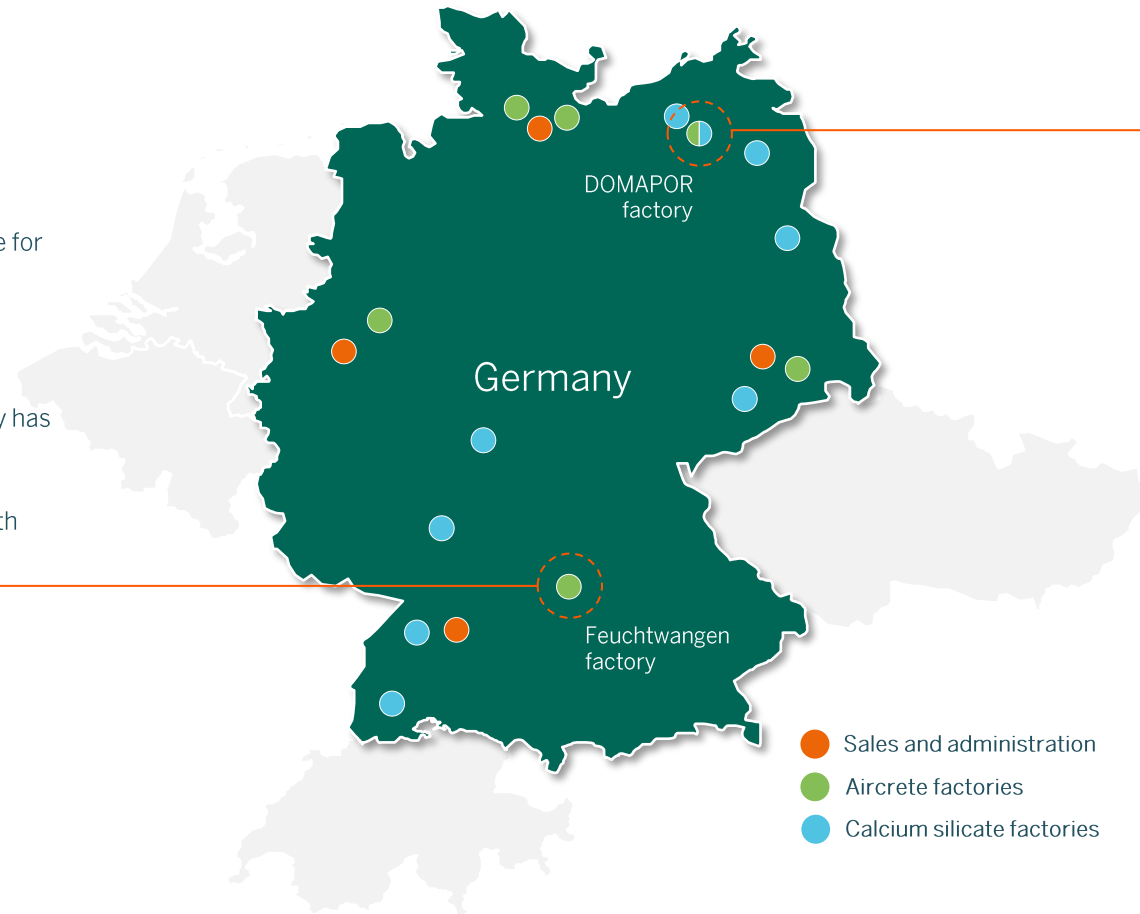 e for
y has
th
DOMAPOR
factory
Germany
Feuchtwangen
factory
Sales and administration
Aircrete factories
Calcium silicate factories